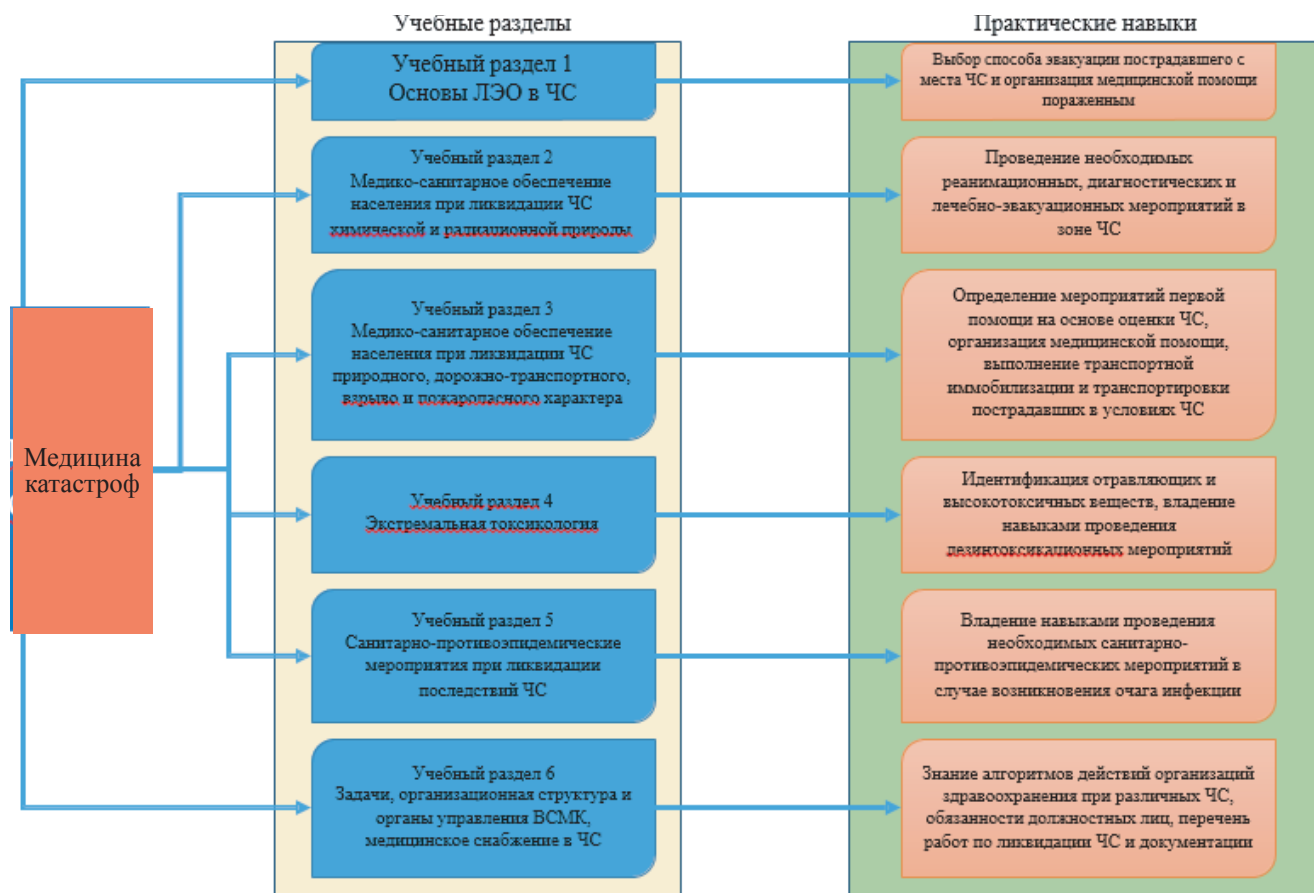 Учебные разделы
Практические навыки
Медицина
катастроф
Учебный раздел 1
Основы ЛЭО в ЧС
Выбор способа эвакуации пострадавшего с
места ЧС и организация медицинской помощи
пораженным
Учебный раздел 2
Медико-санитарное обеспечение
населения при ликвидации ЧС
химической и радиационной природы
Проведение необходимых
реанимационных, диагностических и
лечебно-эвакуационных мероприятий в
зоне ЧС
Учебный раздел 3
Медико-санитарное обеспечение
населения при ликвидации ЧС
природного, дорожно-транспортного,
взрыво и пожаропасного характера
Определение мероприятий первой
помощи на основе оценки ЧС,
организация медицинской помощи,
выполнение транспортной
иммобилизации и транспортировки
пострадавших в условиях ЧС
Учебный раздел 4
Экстремальная токсикология
Идентификация отравляющих и
высокотоксичных веществ, владение
навыками проведения
дезинтоксикационных мероприятий
Учебный раздел 5
Санитарно-противоэпидемические
мероприятия при ликвидации
последствий ЧС
Владение навыками проведения
необходимых санитарно-
противоэпидемических мероприятий в
случае возникновения очага инфекции
Учебный раздел 6
Задачи, организационная структура и
органы управления ВСМК,
медицинское снабжение в ЧС
Знание алгоритмов действий организаций
здравоохранения при различных ЧС,
обязанности должностных лиц, перечень
работ по ликвидации ЧС и документации